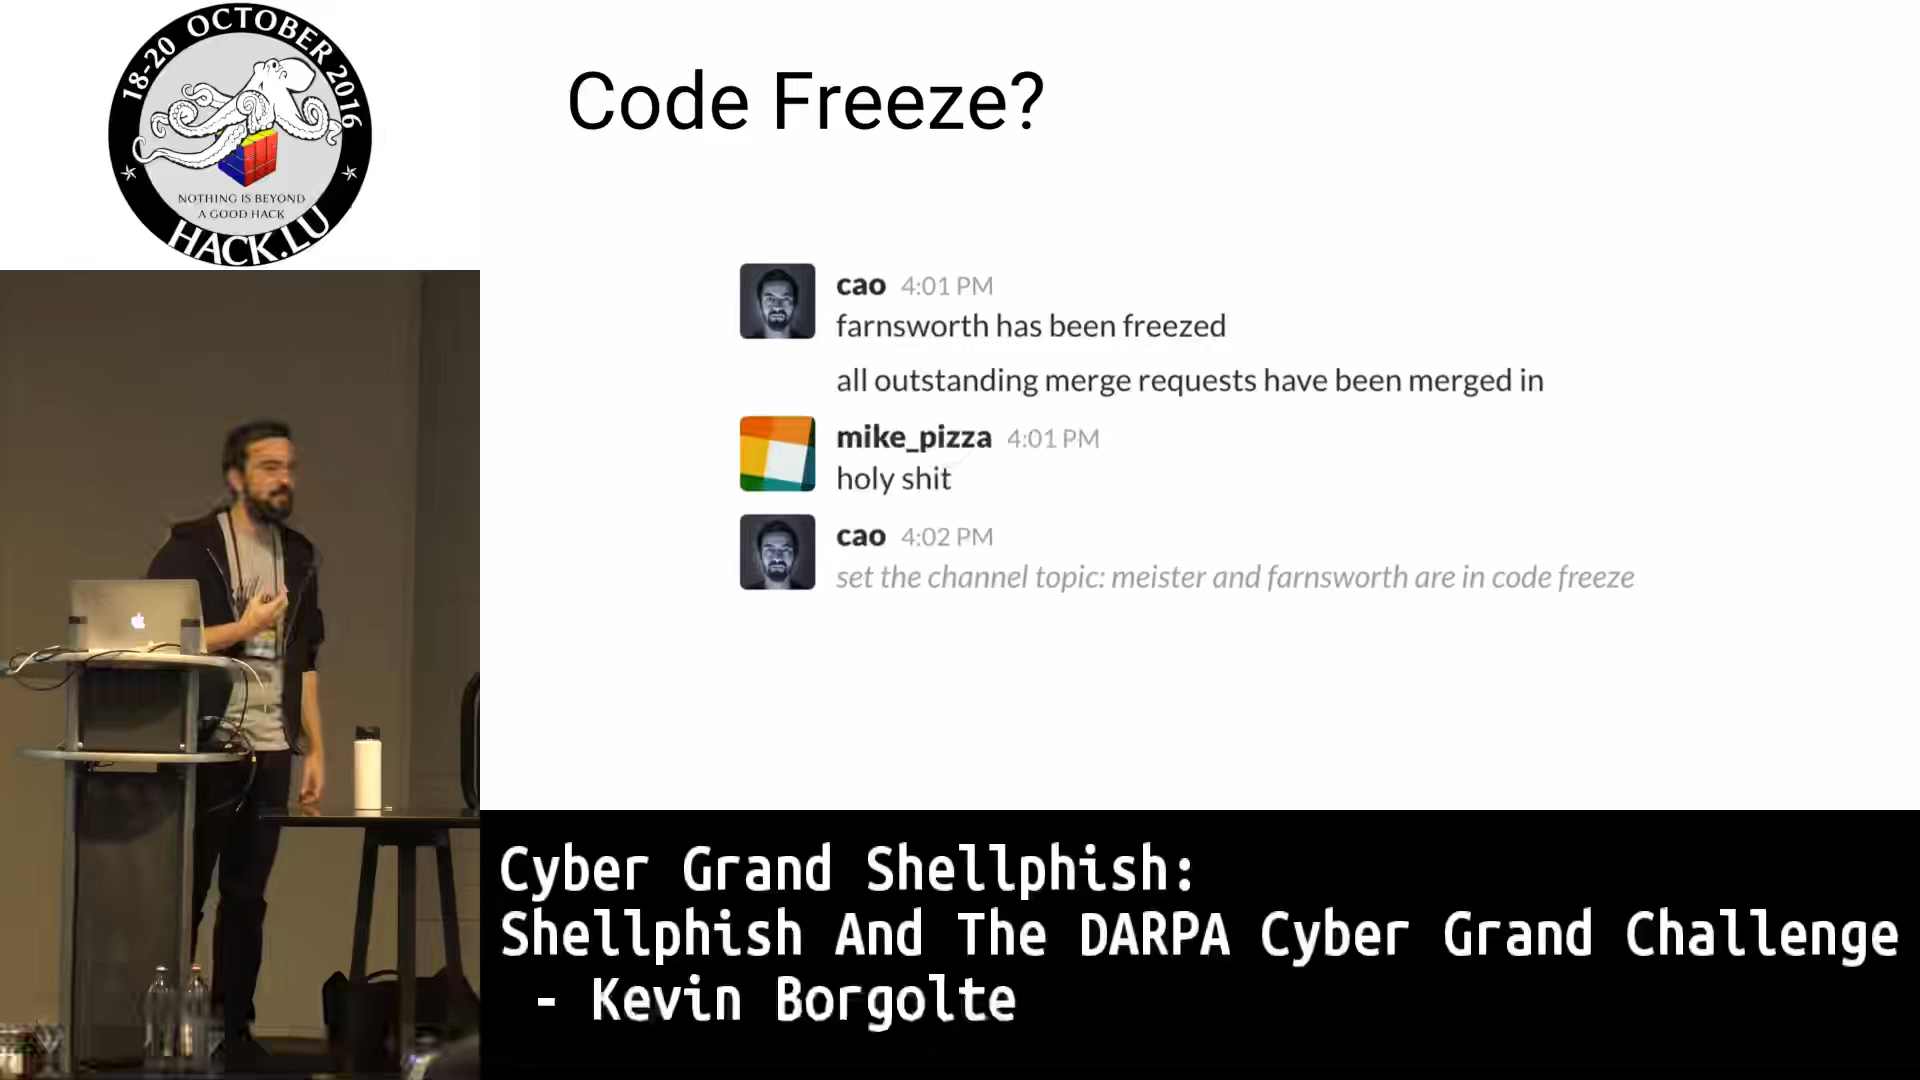 18-20 OCTOBER 2016
NOTHING IS BEYOND
A GOOD HACK
HACK.LU
Code Freeze?
cao 4:01 PM
farnsworth has been freezed
all outstanding merge requests have been merged in
mike_pizza 4:01 PM
holy shit
cao 4:02 PM
set the channel topic: meister and farnsworth are in code freeze
Cyber Grand Shellphish:
Shellphish And The DARPA Cyber Grand Challenge
- Kevin Borgolte